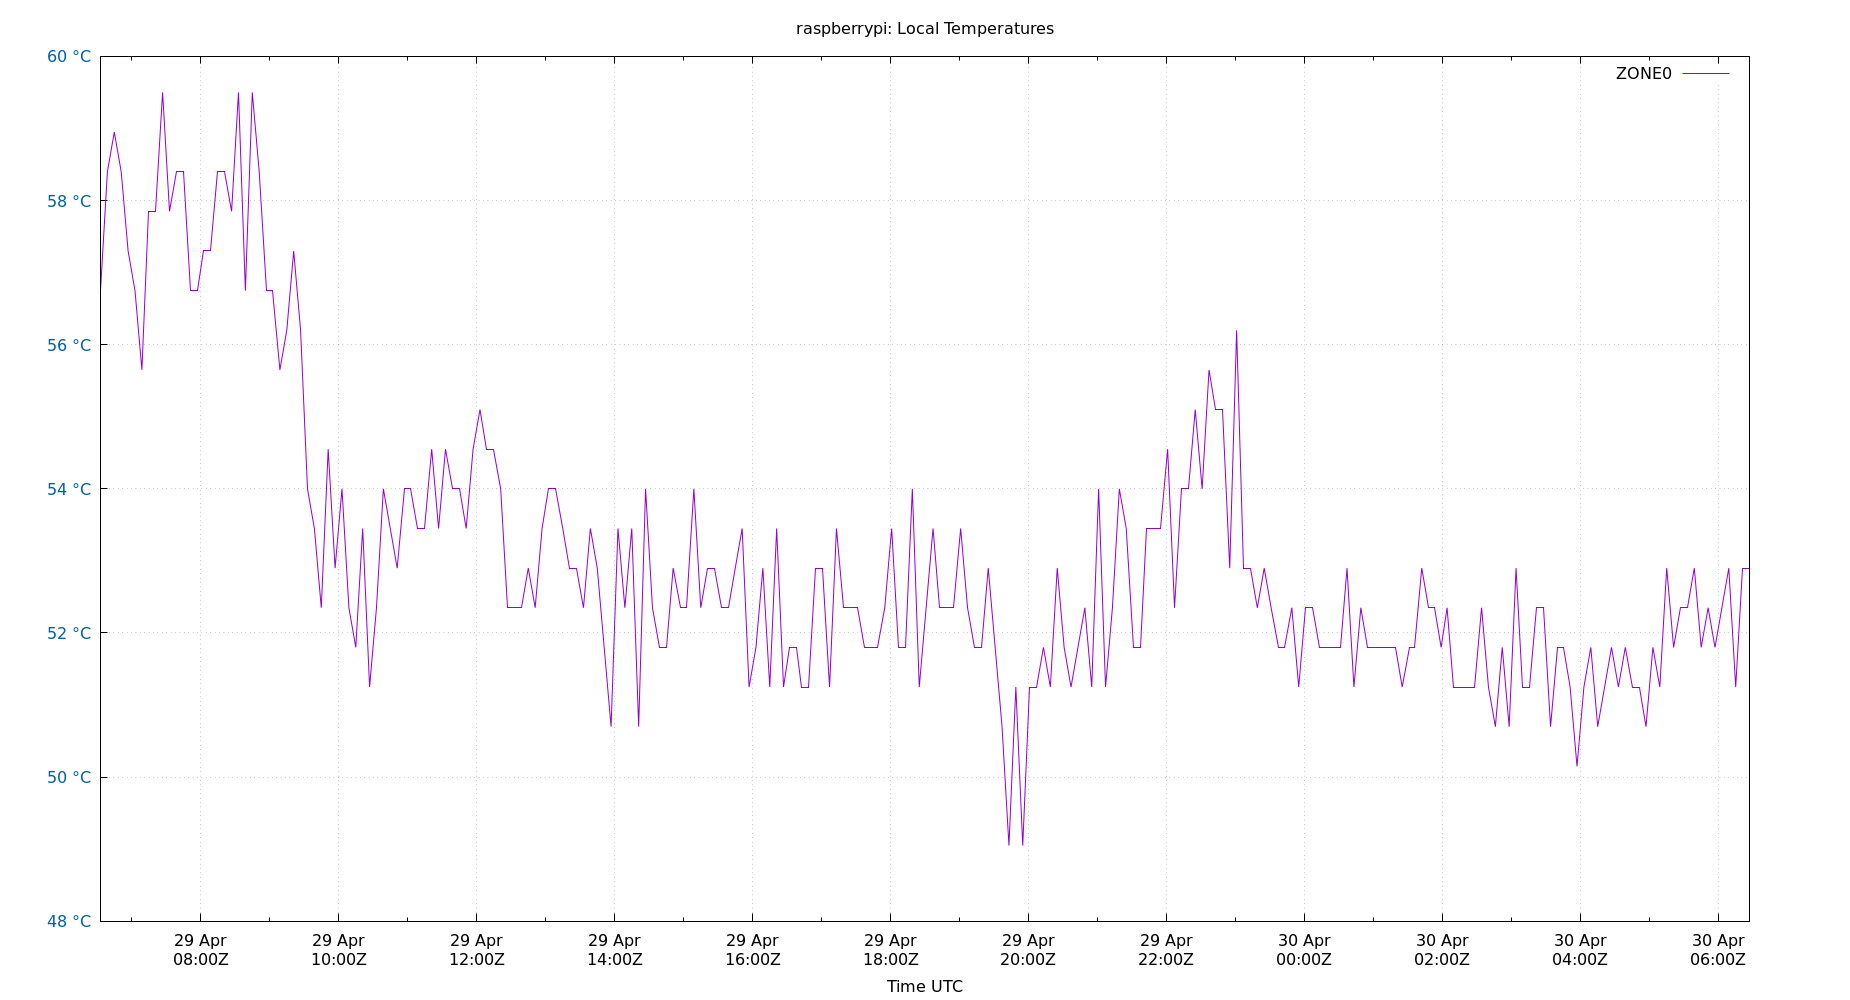 raspberrypi: Local Temperatures
60 °C
ZONE0
58 °C
56 °C
54 °C
52 °C
50 °C
48 °C
29 Apr 29 Apr 29 Apr 29 Apr 29 Apr 29 Apr 29 Apr 29 Apr 30 Apr 30 Apr 30 Apr 30 Apr
08:00Z 10:00Z 12:00Z 14:00Z 16:00Z 18:00Z 20:00Z 22:00Z 00:00Z 02:00Z 04:00Z 06:00Z
Time UTC